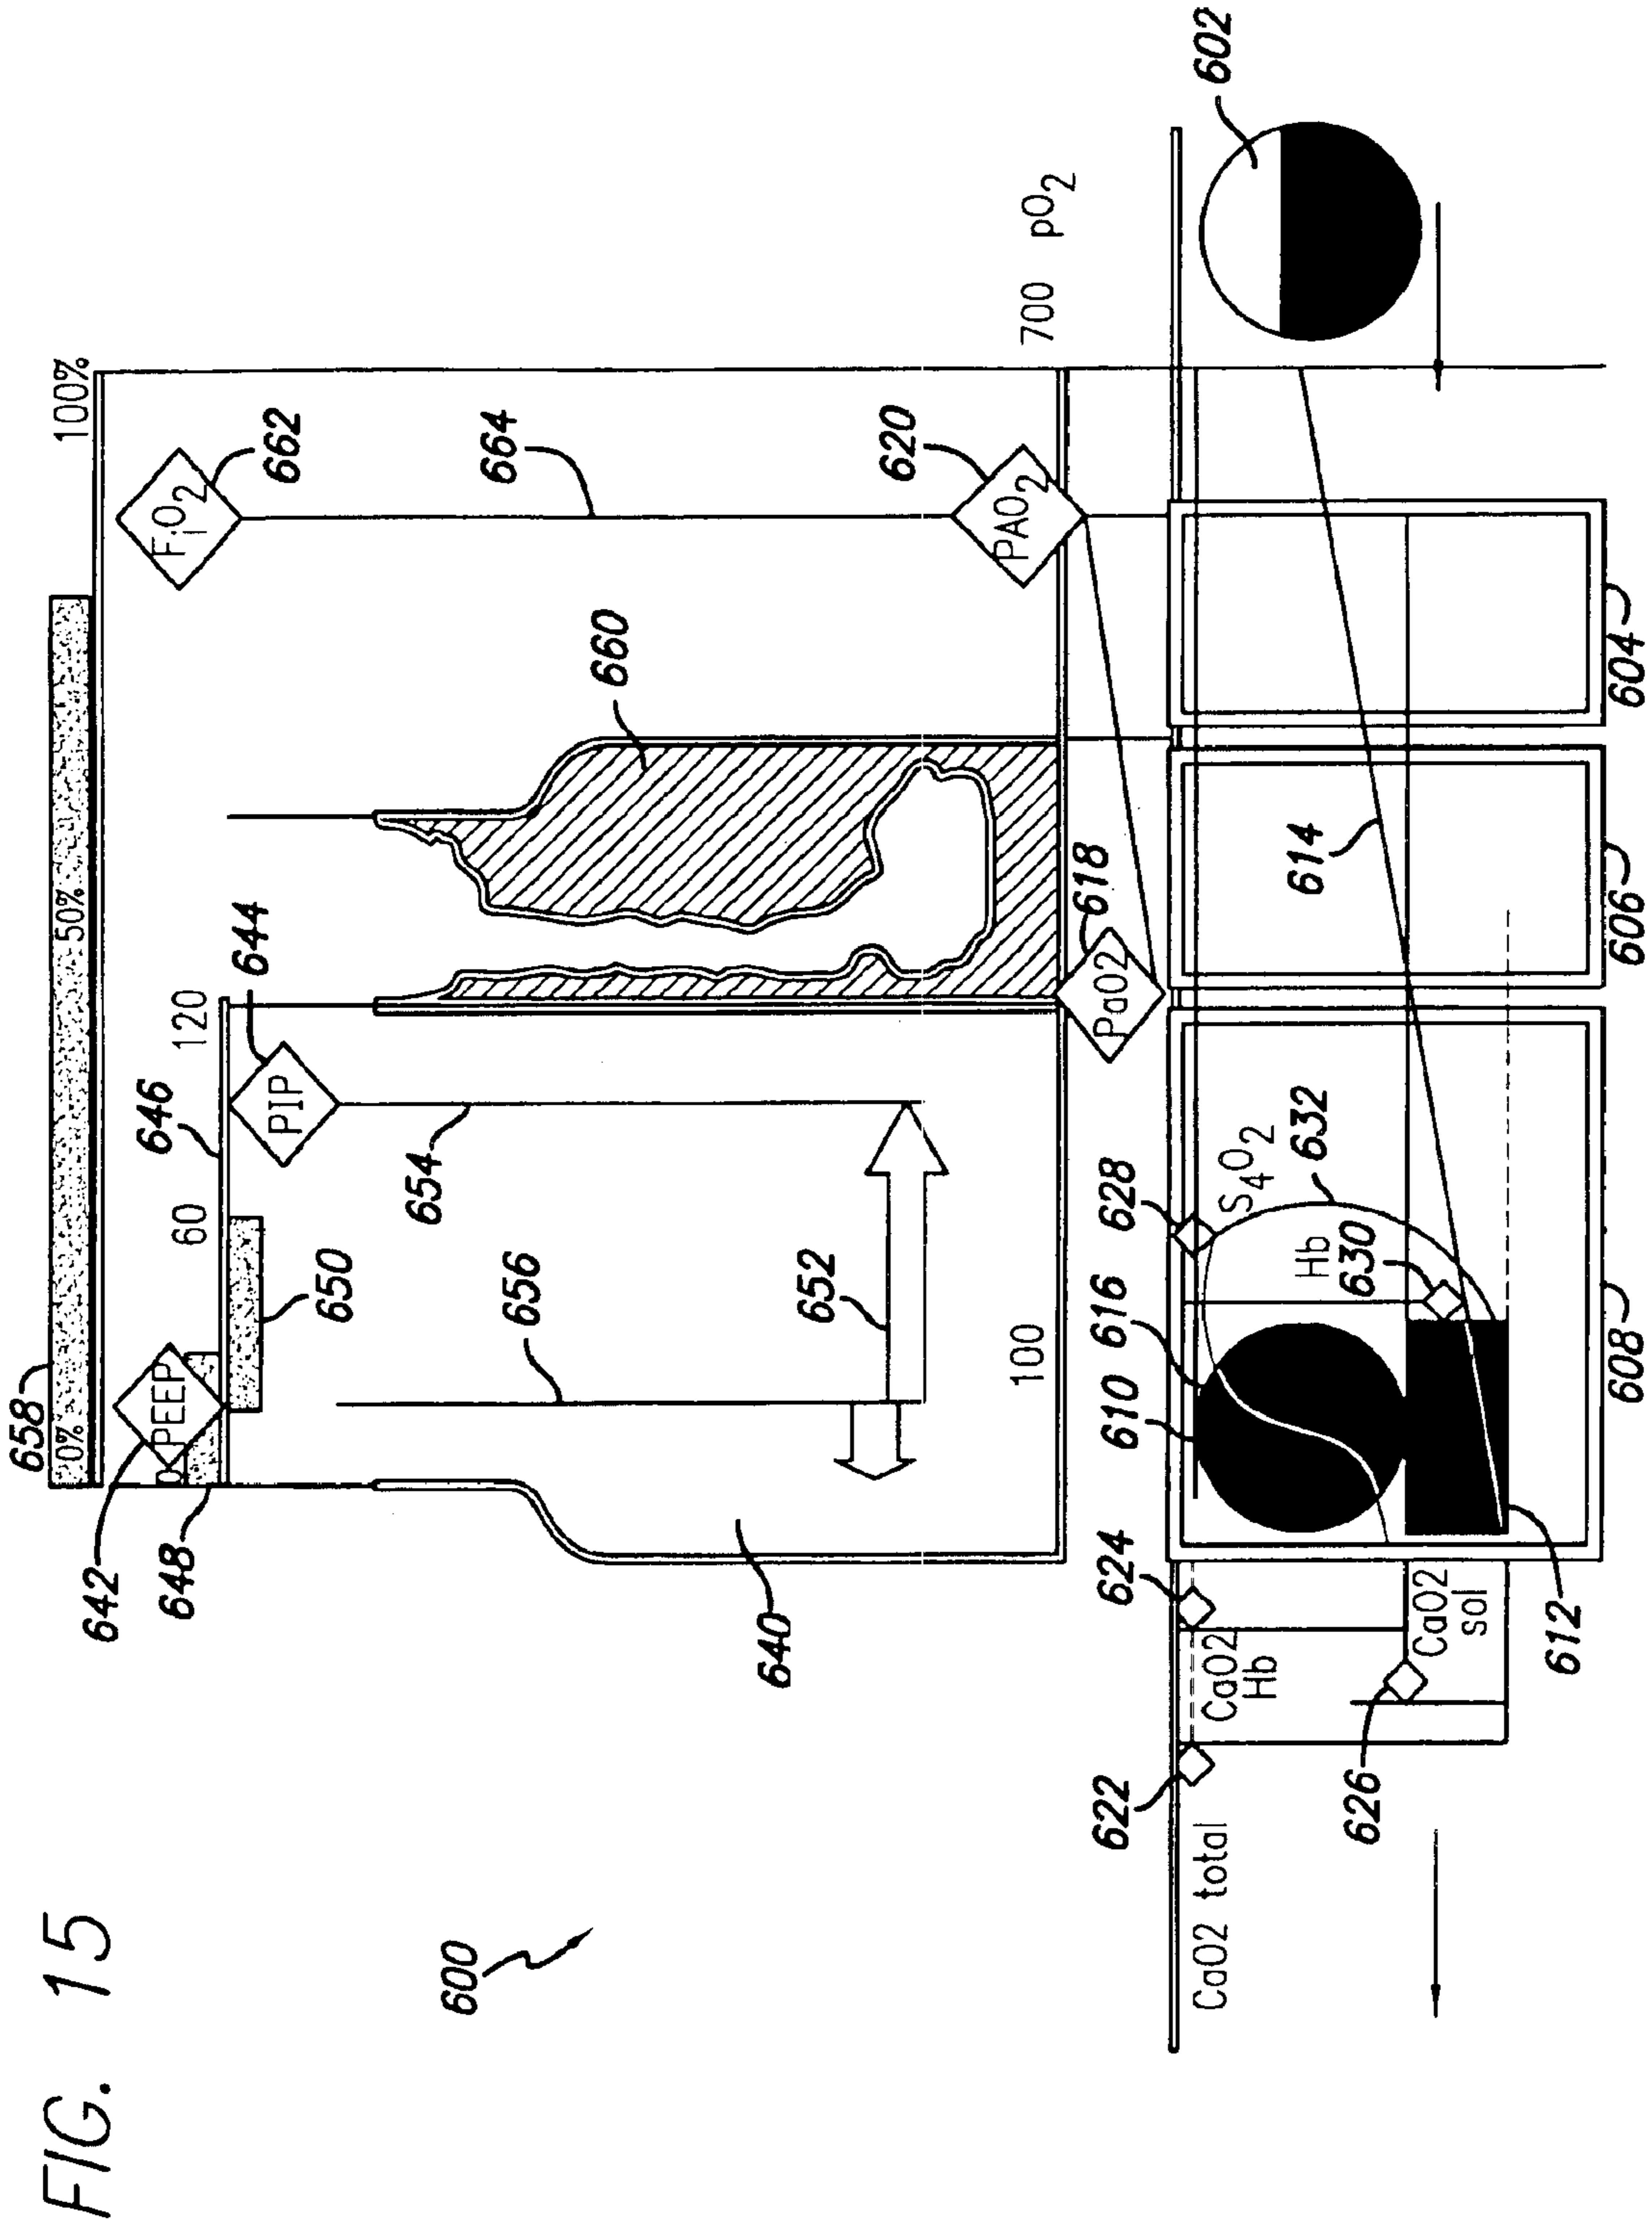 FIG. 15
600
658
0%
50%
100%
642
PEEP
0
648
646
60
120
644
PIP
650
654
656
652
640
100
660
FIO2
662
664
620
PAO2
700 pO2
618
PaO2
602
CaO2 total
622
624
CaO2
Hb
626
CaO2
sol
612
610
616
628
S4O2
632
Hb
630
614
608
606
604